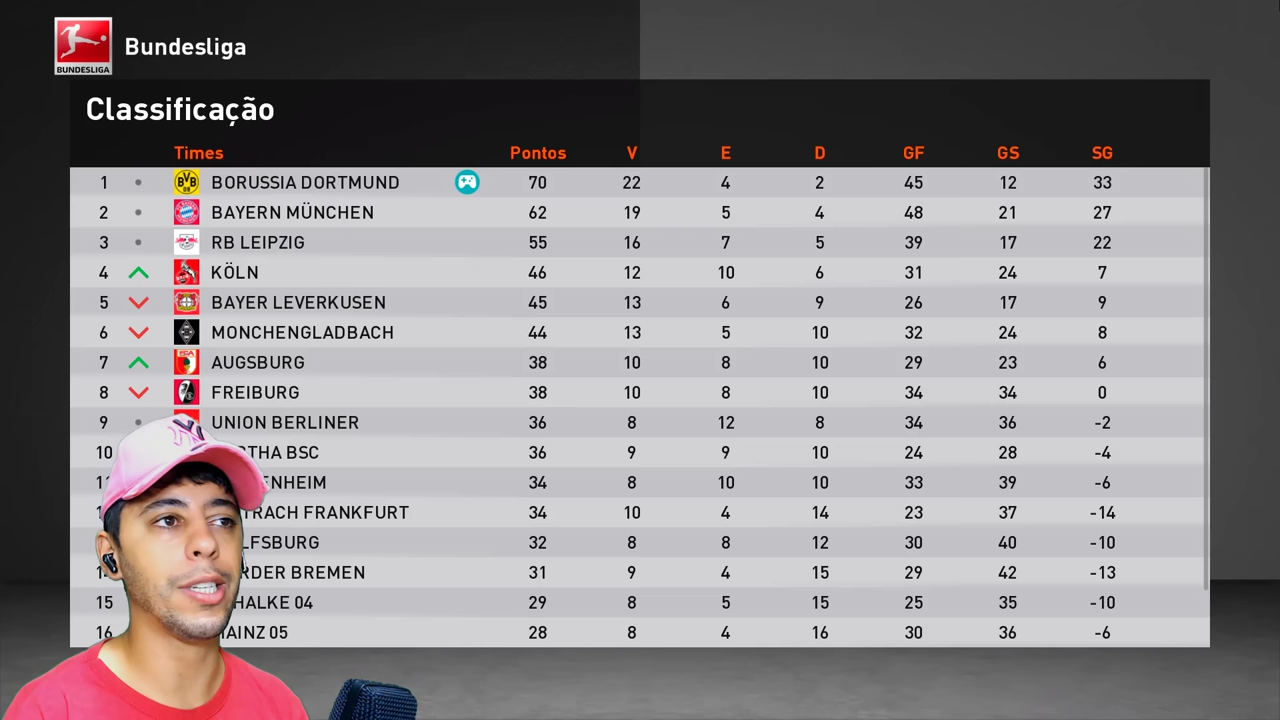 BUNDESLIGA
Bundesliga
Classificação
Times Pontos V E D GF GS SG
1 BVB 09 BORUSSIA DORTMUND 70 22 4 2 45 12 33
2 BAYERN MÜNCHEN 62 19 5 4 48 21 27
3 RB LEIPZIG 55 16 7 5 39 17 22
4 KÖLN 46 12 10 6 31 24 7
5 BAYER LEVERKUSEN 45 13 6 9 26 17 9
6 MONCHENGLADBACH 44 13 5 10 32 24 8
7 FCA AUGSBURG 38 10 8 10 29 23 6
8 FREIBURG 38 10 8 10 34 34 0
9 UNION BERLINER 36 8 12 8 34 36 -2
10 THA BSC 36 9 9 10 24 28 -4
ENHEIM 34 8 10 10 33 39 -6
TRACH FRANKFURT 34 10 4 14 23 37 -14
LFSBURG 32 8 8 12 30 40 -10
RDER BREMEN 31 9 4 15 29 42 -13
15 HALKE 04 29 8 5 15 25 35 -10
16 AINZ 05 28 8 4 16 30 36 -6